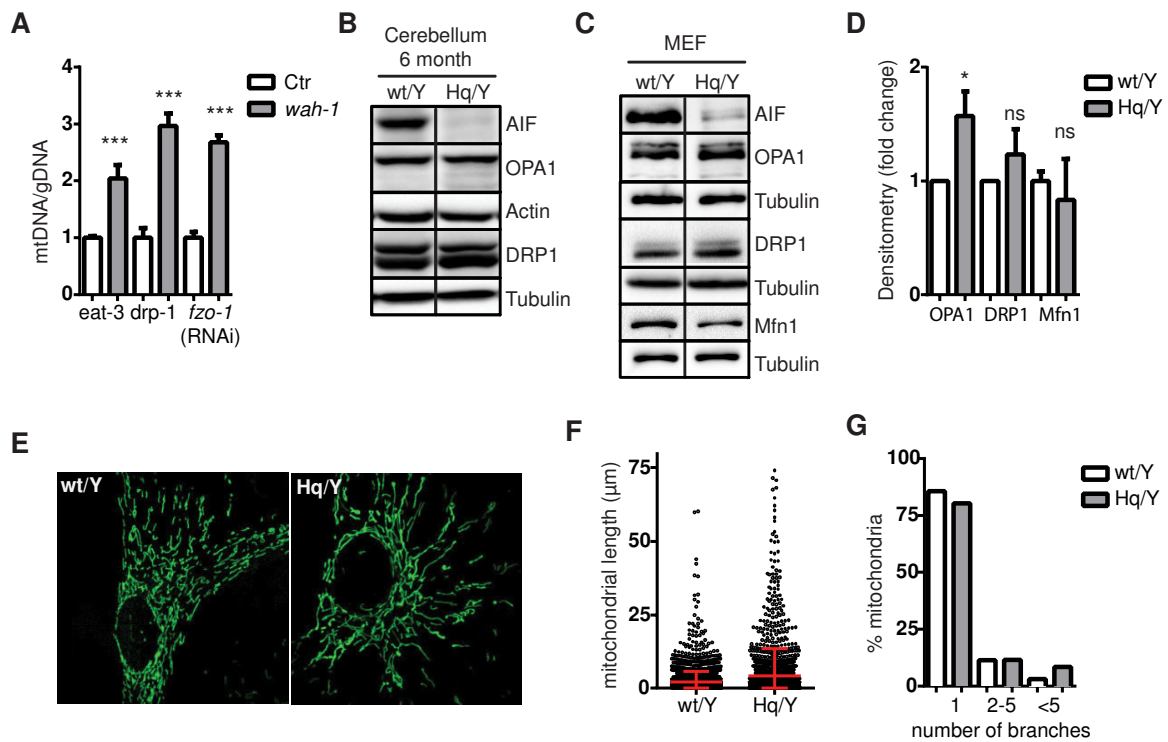 A
mtDNA/gDNA
4
3
2
1
0
***
***
***
Ctr
wah-1
eat-3 drp-1 fzo-1
(RNAi)
B
Cerebellum
6 month
wt/Y Hq/Y
AIF
OPA1
Actin
DRP1
Tubulin
C
MEF
wt/Y Hq/Y
AIF
OPA1
Tubulin
DRP1
Tubulin
Mfn1
Tubulin
D
Densitometry (fold change)
2
1
0
*
ns
ns
wt/Y
Hq/Y
OPA1 DRP1 Mfn1
E
wt/Y
Hq/Y
F
mitochondrial length (µm)
75
50
25
0
wt/Y Hq/Y
G
% mitochondria
100
75
50
25
0
wt/Y
Hq/Y
1 2-5 <5
number of branches